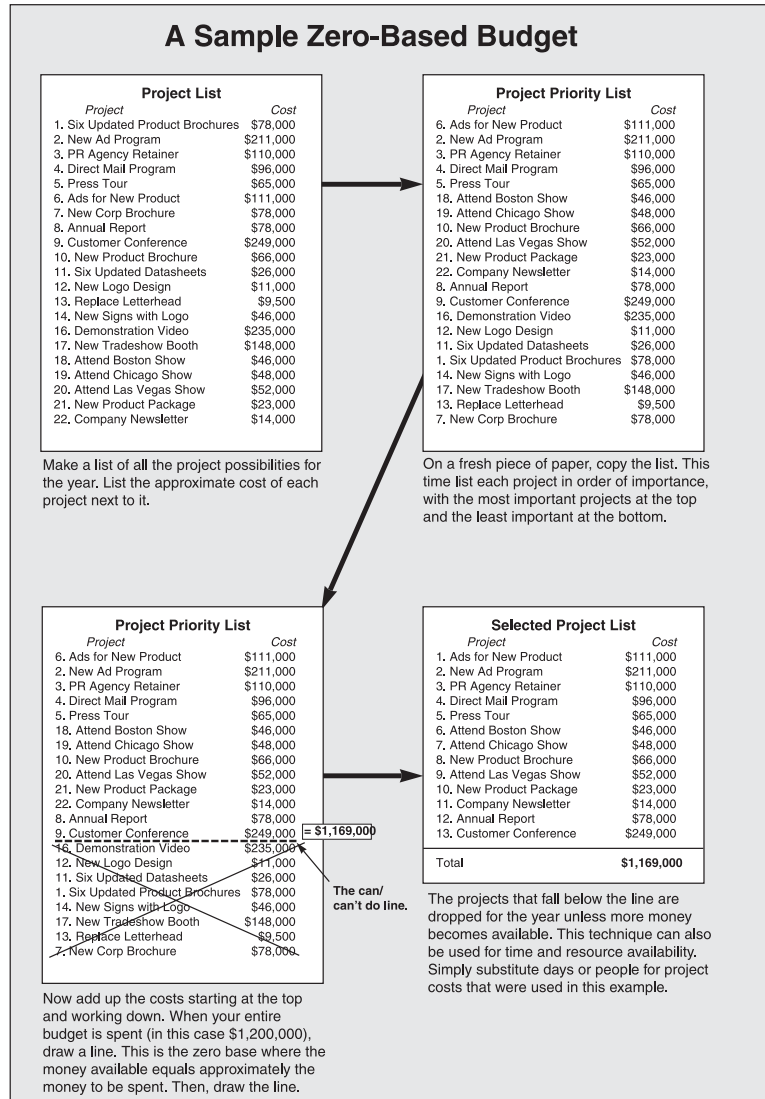 A Sample Zero-Based Budget
Project List
Project Cost
1. Six Updated Product Brochures $78,000
2. New Ad Program $211,000
3. PR Agency Retainer $110,000
4. Direct Mail Program $96,000
5. Press Tour $65,000
6. Ads for New Product $111,000
7. New Corp Brochure $78,000
8. Annual Report $78,000
9. Customer Conference $249,000
10. New Product Brochure $66,000
11. Six Updated Datasheets $26,000
12. New Logo Design $11,000
13. Replace Letterhead $9,500
14. New Signs with Logo $46,000
16. Demonstration Video $235,000
17. New Tradeshow Booth $148,000
18. Attend Boston Show $46,000
19. Attend Chicago Show $48,000
20. Attend Las Vegas Show $52,000
21. New Product Package $23,000
22. Company Newsletter $14,000
Make a list of all the project possibilities for
the year. List the approximate cost of each
project next to it.
Project Priority List
Project Cost
6. Ads for New Product $111,000
2. New Ad Program $211,000
3. PR Agency Retainer $110,000
4. Direct Mail Program $96,000
5. Press Tour $65,000
18. Attend Boston Show $46,000
19. Attend Chicago Show $48,000
10. New Product Brochure $66,000
20. Attend Las Vegas Show $52,000
21. New Product Package $23,000
22. Company Newsletter $14,000
8. Annual Report $78,000
9. Customer Conference $249,000
16. Demonstration Video $235,000
12. New Logo Design $11,000
11. Six Updated Datasheets $26,000
1. Six Updated Product Brochures $78,000
14. New Signs with Logo $46,000
17. New Tradeshow Booth $148,000
13. Replace Letterhead $9,500
7. New Corp Brochure $78,000
On a fresh piece of paper, copy the list. This
time list each project in order of importance,
with the most important projects at the top
and the least important at the bottom.
Project Priority List
Project Cost
6. Ads for New Product $111,000
2. New Ad Program $211,000
3. PR Agency Retainer $110,000
4. Direct Mail Program $96,000
5. Press Tour $65,000
18. Attend Boston Show $46,000
19. Attend Chicago Show $48,000
10. New Product Brochure $66,000
20. Attend Las Vegas Show $52,000
21. New Product Package $23,000
22. Company Newsletter $14,000
8. Annual Report $78,000
9. Customer Conference $249,000 = $1,169,000
16. Demonstration Video $235,000
12. New Logo Design $11,000
11. Six Updated Datasheets $26,000
1. Six Updated Product Brochures $78,000
14. New Signs with Logo $46,000
17. New Tradeshow Booth $148,000
13. Replace Letterhead $9,500
7. New Corp Brochure $78,000
The can/
can't do line.
Now add up the costs starting at the top
and working down. When your entire
budget is spent (in this case $1,200,000),
draw a line. This is the zero base where the
money available equals approximately the
money to be spent. Then, draw the line.
Selected Project List
Project Cost
1. Ads for New Product $111,000
2. New Ad Program $211,000
3. PR Agency Retainer $110,000
4. Direct Mail Program $96,000
5. Press Tour $65,000
6. Attend Boston Show $46,000
7. Attend Chicago Show $48,000
8. New Product Brochure $66,000
9. Attend Las Vegas Show $52,000
10. New Product Package $23,000
11. Company Newsletter $14,000
12. Annual Report $78,000
13. Customer Conference $249,000
Total $1,169,000
The projects that fall below the line are
dropped for the year unless more money
becomes available. This technique can also
be used for time and resource availability.
Simply substitute days or people for project
costs that were used in this example.